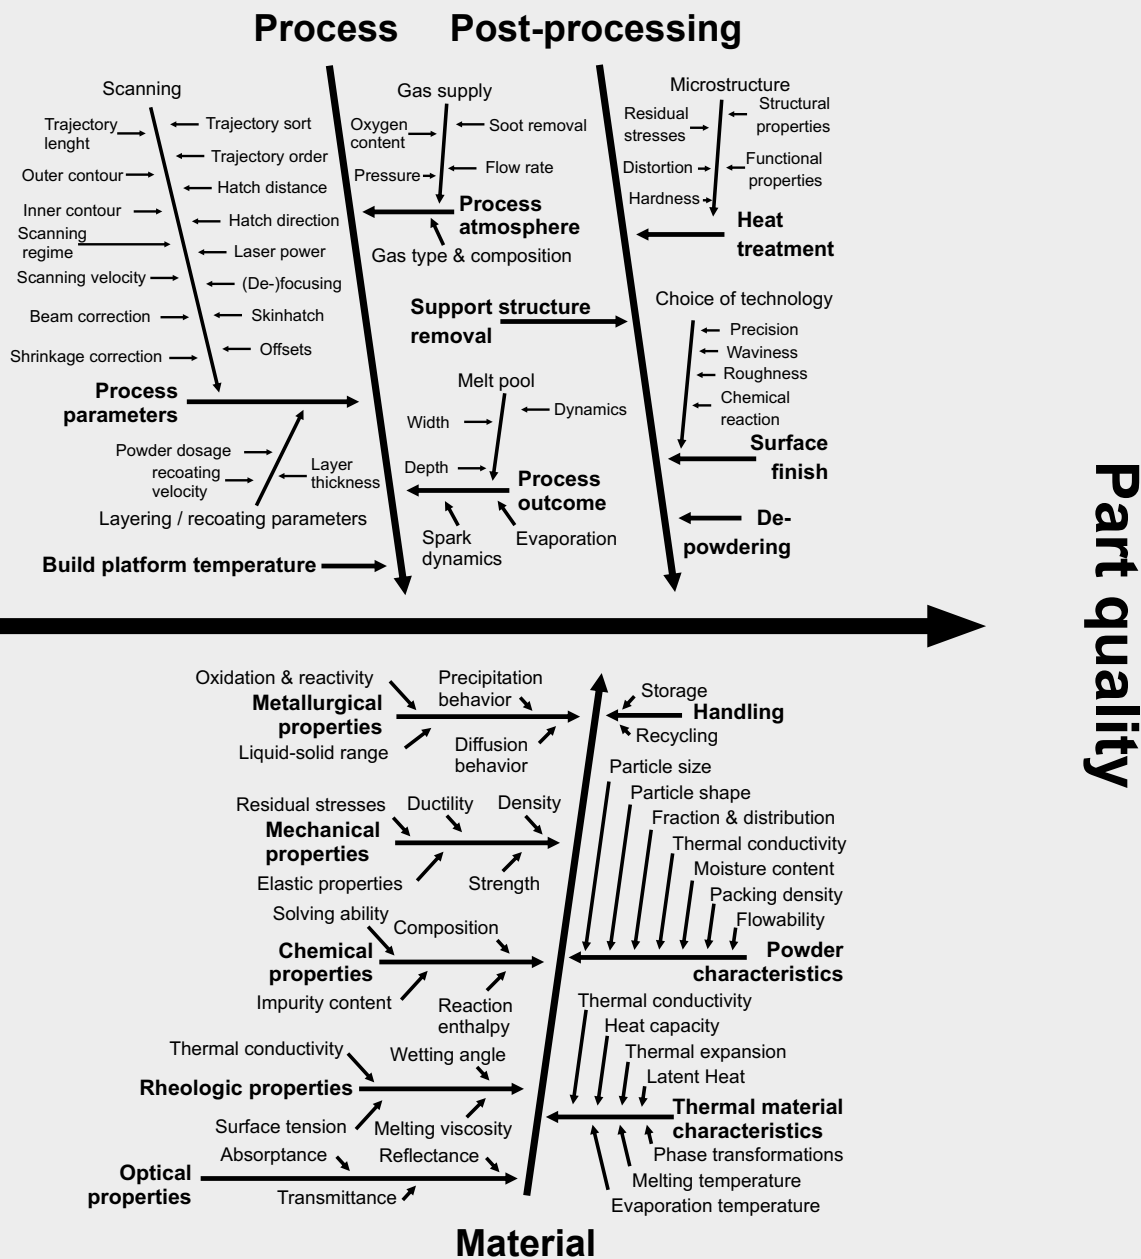 Process
Post-processing
Scanning
Trajectory
lenght
Outer contour
Inner contour
Scanning
regime
Scanning velocity
Beam correction
Shrinkage correction
Trajectory sort
Trajectory order
Hatch distance
Hatch direction
Laser power
(De-)focusing
Skinhatch
Offsets
Process
parameters
Powder dosage
recoating
velocity
Layer
thickness
Layering / recoating parameters
Build platform temperature
Gas supply
Oxygen
content
Pressure
Soot removal
Flow rate
Process
atmosphere
Gas type & composition
Support structure
removal
Melt pool
Width
Depth
Dynamics
Process
outcome
Spark
dynamics
Evaporation
Microstructure
Residual
stresses
Distortion
Hardness
Structural
properties
Functional
properties
Heat
treatment
Choice of technology
Precision
Waviness
Roughness
Chemical
reaction
Surface
finish
De-
powdering
Part quality
Oxidation & reactivity
Precipitation
behavior
Metallurgical
properties
Liquid-solid range
Diffusion
behavior
Storage
Handling
Recycling
Residual stresses
Ductility
Density
Mechanical
properties
Elastic properties
Strength
Particle size
Particle shape
Fraction & distribution
Thermal conductivity
Moisture content
Packing density
Flowability
Powder
characteristics
Solving ability
Composition
Chemical
properties
Impurity content
Reaction
enthalpy
Thermal conductivity
Heat capacity
Thermal expansion
Latent Heat
Thermal material
characteristics
Phase transformations
Melting temperature
Evaporation temperature
Thermal conductivity
Wetting angle
Rheologic properties
Surface tension
Melting viscosity
Absorptance
Reflectance
Optical
properties
Transmittance
Material